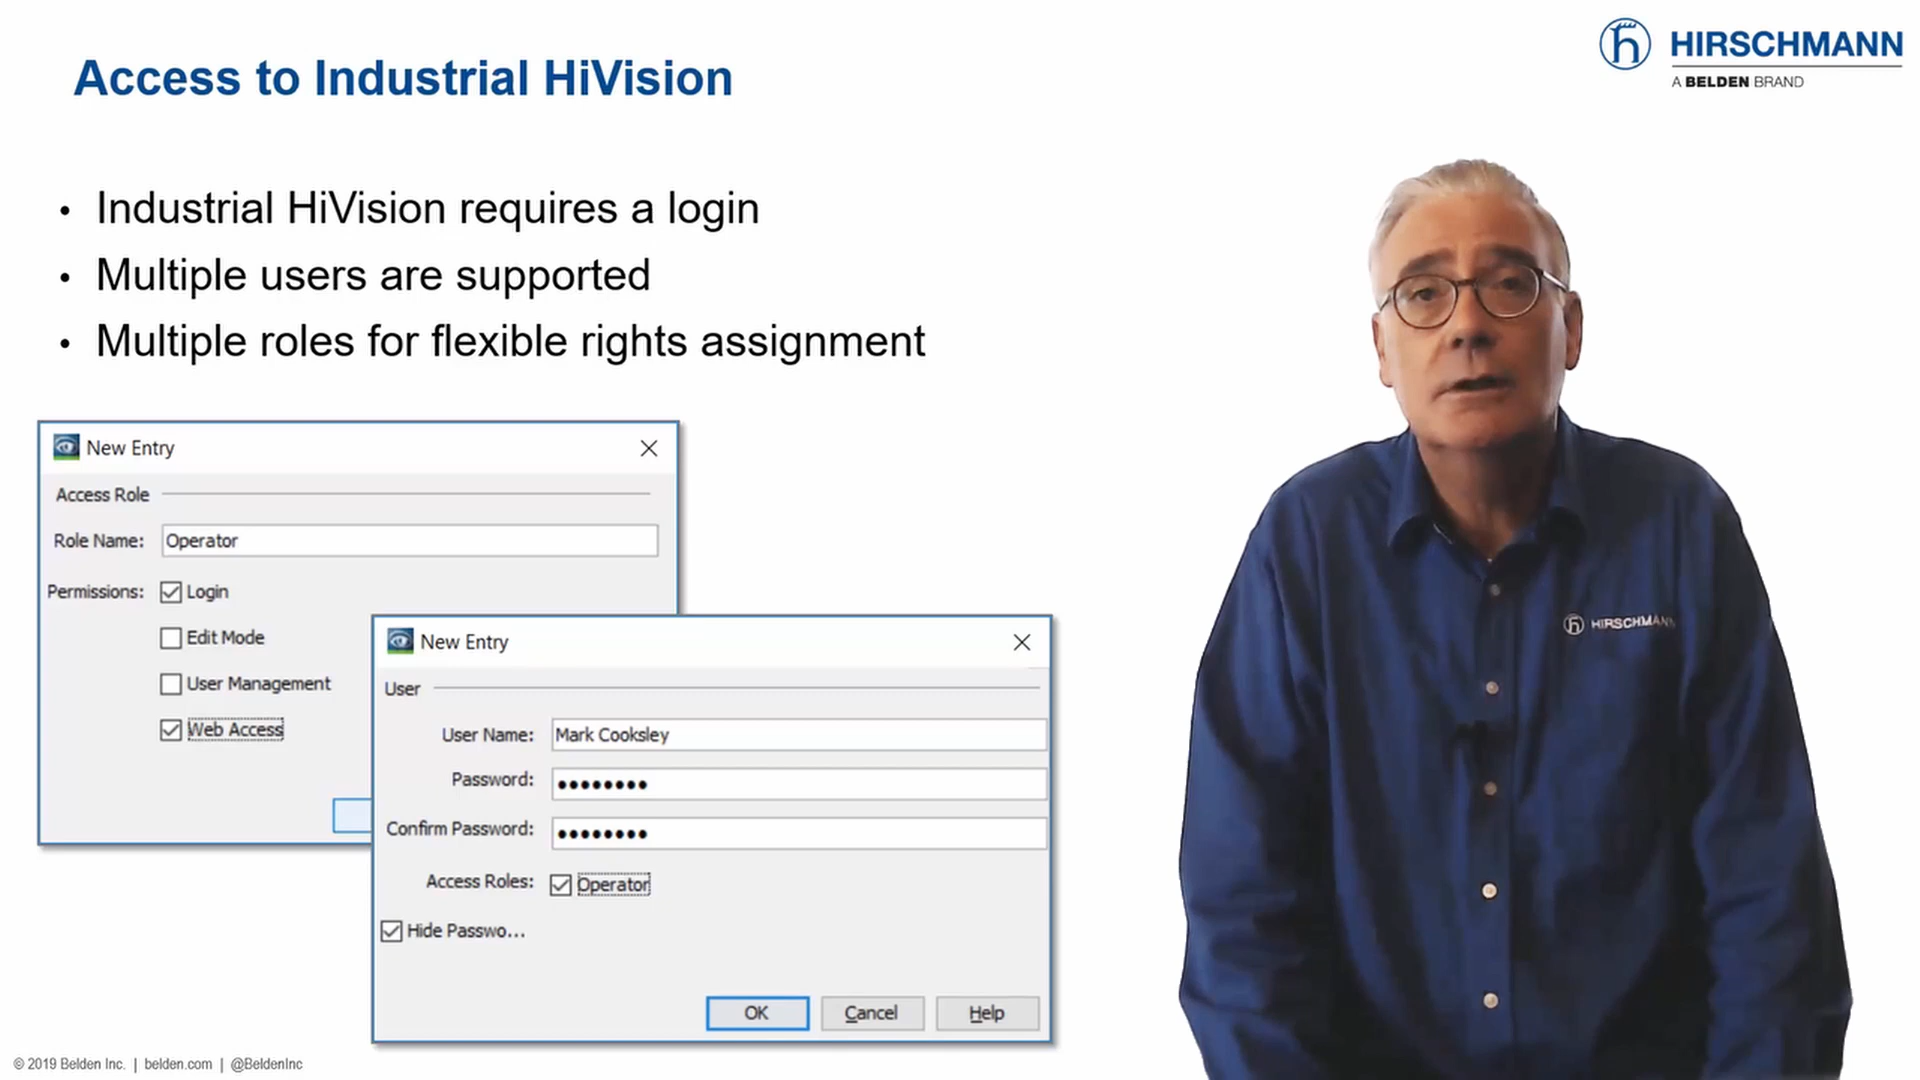 Access to Industrial HiVision
HIRSCHMANN
A BELDEN BRAND
• Industrial HiVision requires a login
• Multiple users are supported
• Multiple roles for flexible rights assignment
New Entry
Access Role
Role Name: Operator
Permissions: Login
Edit Mode
User Management
Web Access
New Entry
User
User Name: Mark Cooksley
Password: ••••••••
Confirm Password: ••••••••
Access Roles: Operator
Hide Passwo...
OK Cancel Help
HIRSCHMANN
© 2019 Belden Inc. | belden.com | @BeldenInc